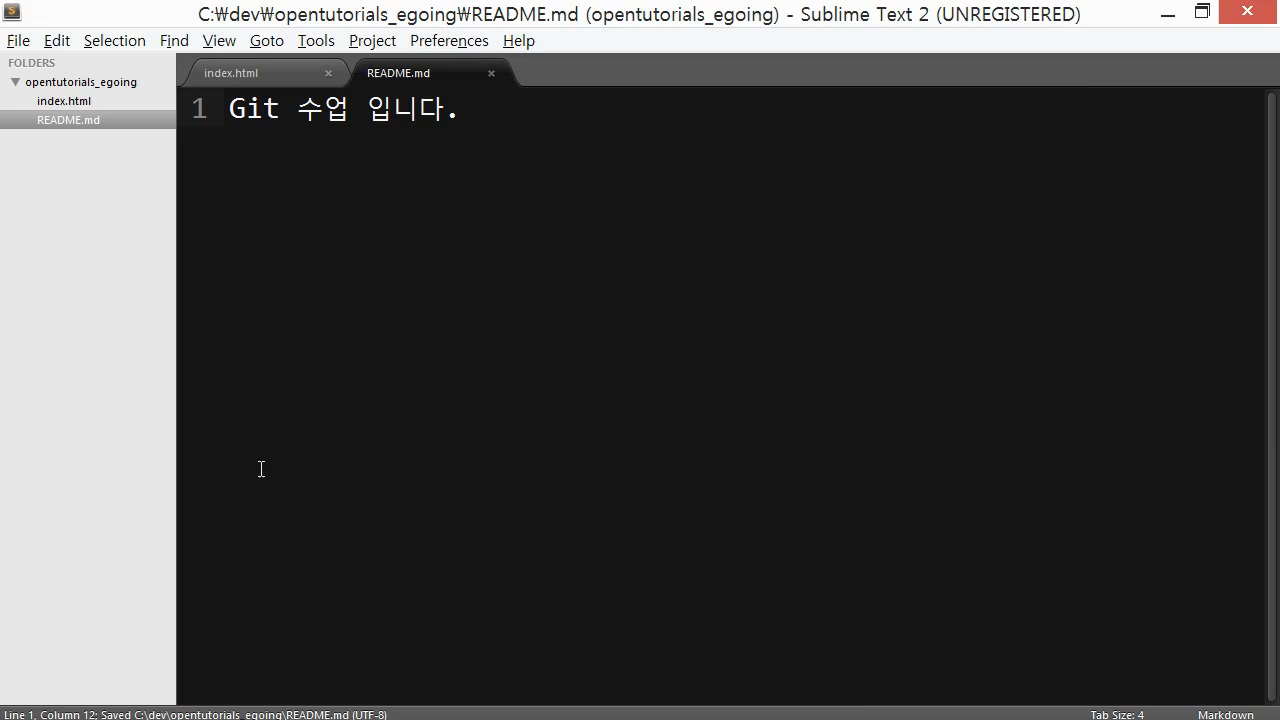 C:₩dev₩opentutorials_egoing₩README.md (opentutorials_egoing) - Sublime Text 2 (UNREGISTERED)
File Edit Selection Find View Goto Tools Project Preferences Help
FOLDERS
opentutorials_egoing
index.html
README.md
index.html × README.md ×
1 Git 수업 입니다.
Line 1, Column 12; Saved C:\dev\opentutorials_egoing\README.md (UTF-8) Tab Size: 4 Markdown